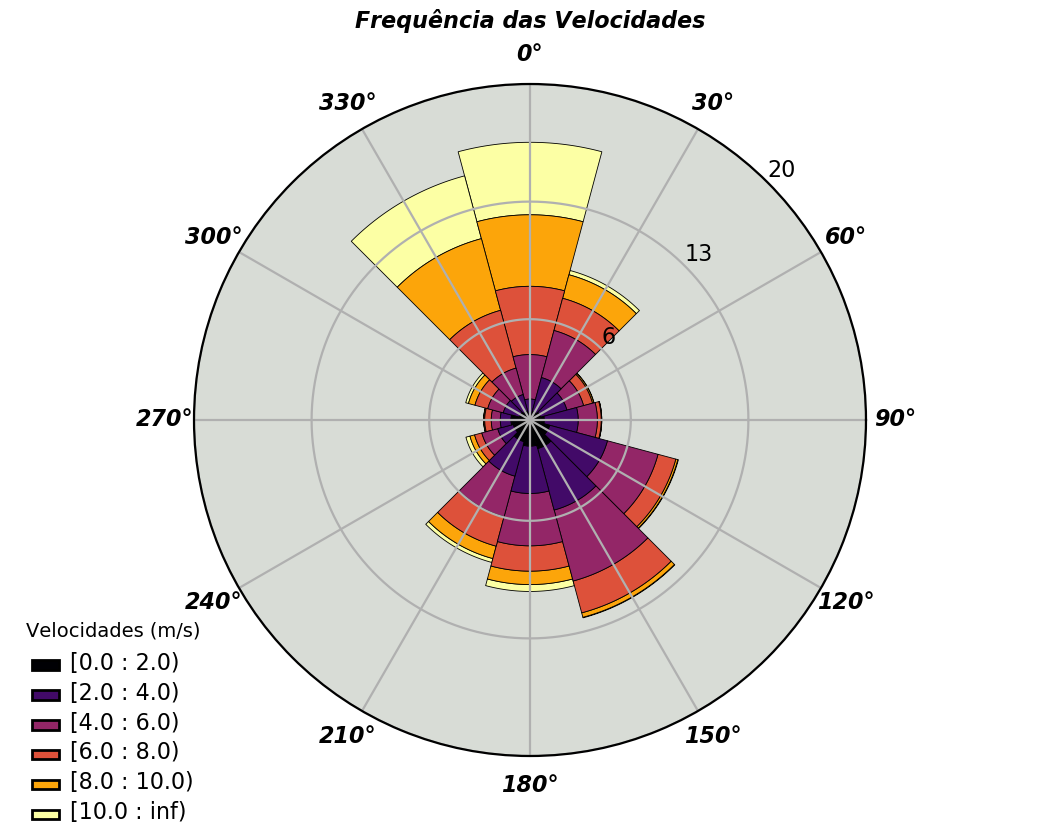 Frequência das Velocidades
0°
330°
30°
20
300°
60°
13
6
270°
90°
240°
120°
210°
150°
180°
Velocidades (m/s)
[0.0 : 2.0)
[2.0 : 4.0)
[4.0 : 6.0)
[6.0 : 8.0)
[8.0 : 10.0)
[10.0 : inf)